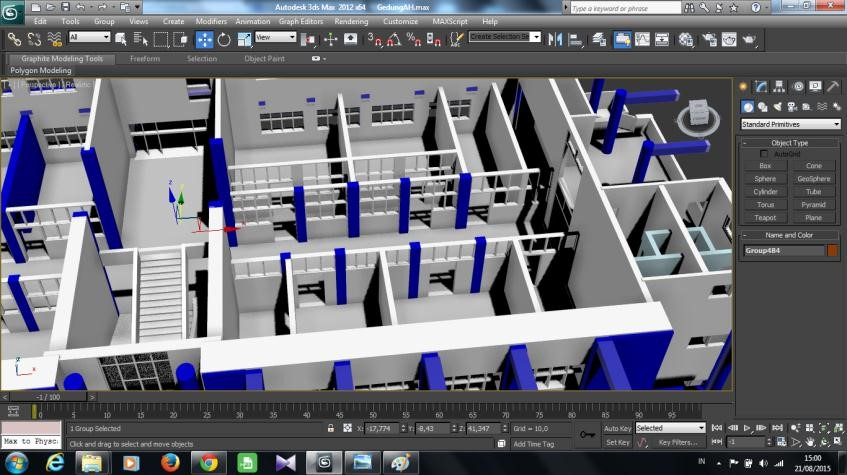 Autodesk 3ds Max 2012 x64 GedungAH.max
Type a keyword or phrase
Edit Tools Group Views Create Modifiers Animation Graph Editors Rendering Customize MAXScript Help
All View Create Selection Se
Graphite Modeling Tools Freeform Selection Object Paint
Polygon Modeling
[+] [Perspective] [Realistic]
Standard Primitives
Object Type
AutoGrid
Box Cone
Sphere GeoSphere
Cylinder Tube
Torus Pyramid
Teapot Plane
Name and Color
Group484
z
x
z
x
< -1 / 100 >
0 5 10 15 20 25 30 35 40 45 50 55 60 65 70 75 80 85 90 95
1 Group Selected X: -17,774 Y: -8,43 Z: 41,347 Grid = 10,0 Auto Key Selected
Max to Physc Click and drag to select and move objects Add Time Tag Set Key Key Filters... -1
IN 15:00
21/08/2015